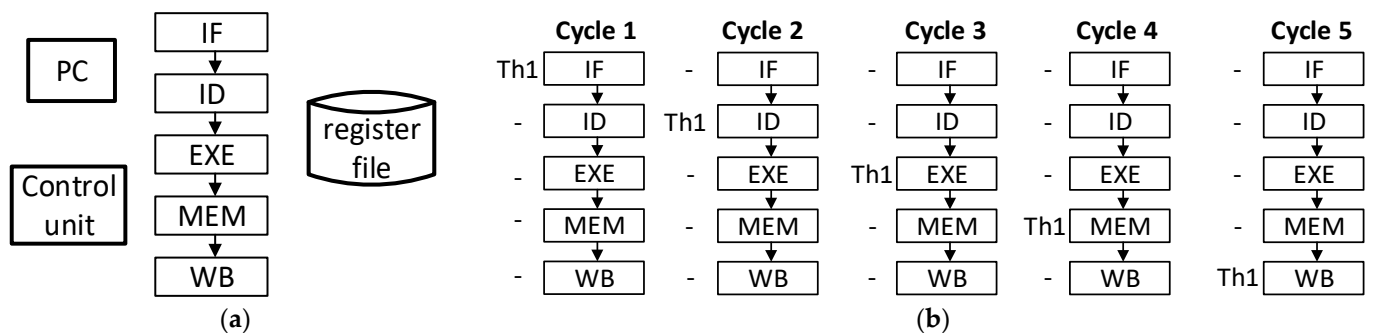 PC
Control
unit
IF
ID
EXE
MEM
WB
register
file
(a)
Cycle 1 Cycle 2 Cycle 3 Cycle 4 Cycle 5
Th1 IF - IF - IF - IF - IF
- ID Th1 ID - ID - ID - ID
- EXE - EXE Th1 EXE - EXE - EXE
- MEM - MEM - MEM Th1 MEM - MEM
- WB - WB - WB - WB Th1 WB
(b)